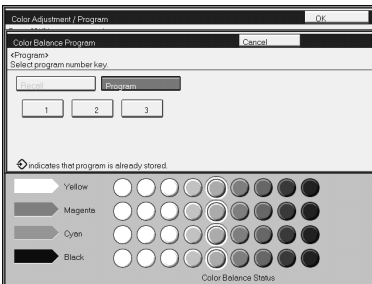 Color Adjustment / Program OK
Color Balance Program Cancel
<Program>
Select program number key.
Recall Program
1 2 3
indicates that program is already stored.
Yellow
Magenta
Cyan
Black
Color Balance Status